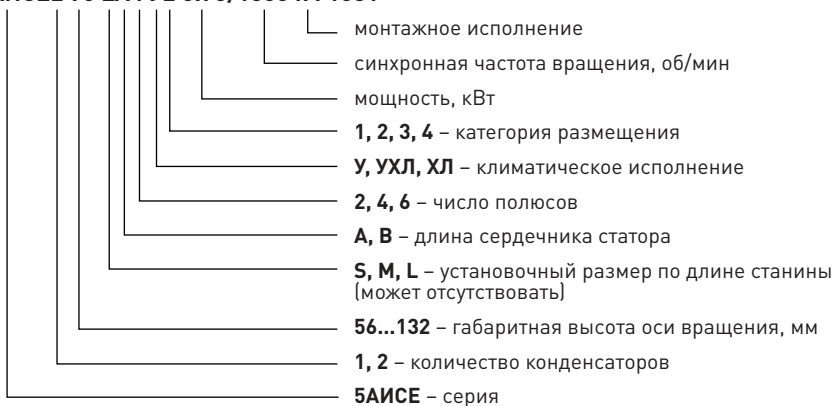 монтажное исполнение
синхронная частота вращения, об/мин
мощность, кВт
1, 2, 3, 4 – категория размещения
У, УХЛ, ХЛ – климатическое исполнение
2, 4, 6 – число полюсов
А, В – длина сердечника статора
S, M, L – установочный размер по длине станины
(может отсутствовать)
56...132 – габаритная высота оси вращения, мм
1, 2 – количество конденсаторов
5АИСЕ – серия